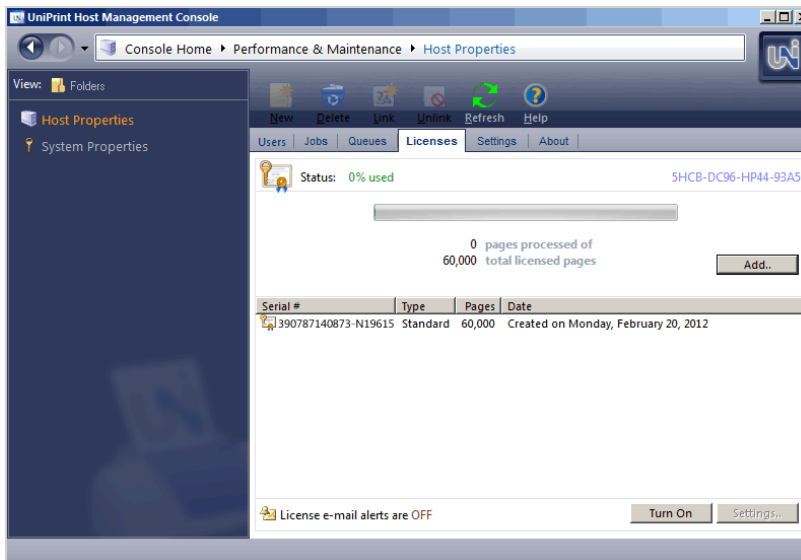 UniPrint Host Management Console
Console Home Performance & Maintenance Host Properties
UNi
View: Folders
Host Properties
System Properties
New Delete Link Unlink Refresh Help
Users Jobs Queues Licenses Settings About
Status: 0% used 5HCB-DC96-HP44-93A5
0 pages processed of
60,000 total licensed pages
Add..
Serial # Type Pages Date
390787140873-N19615 Standard 60,000 Created on Monday, February 20, 2012
License e-mail alerts are OFF Turn On Settings..